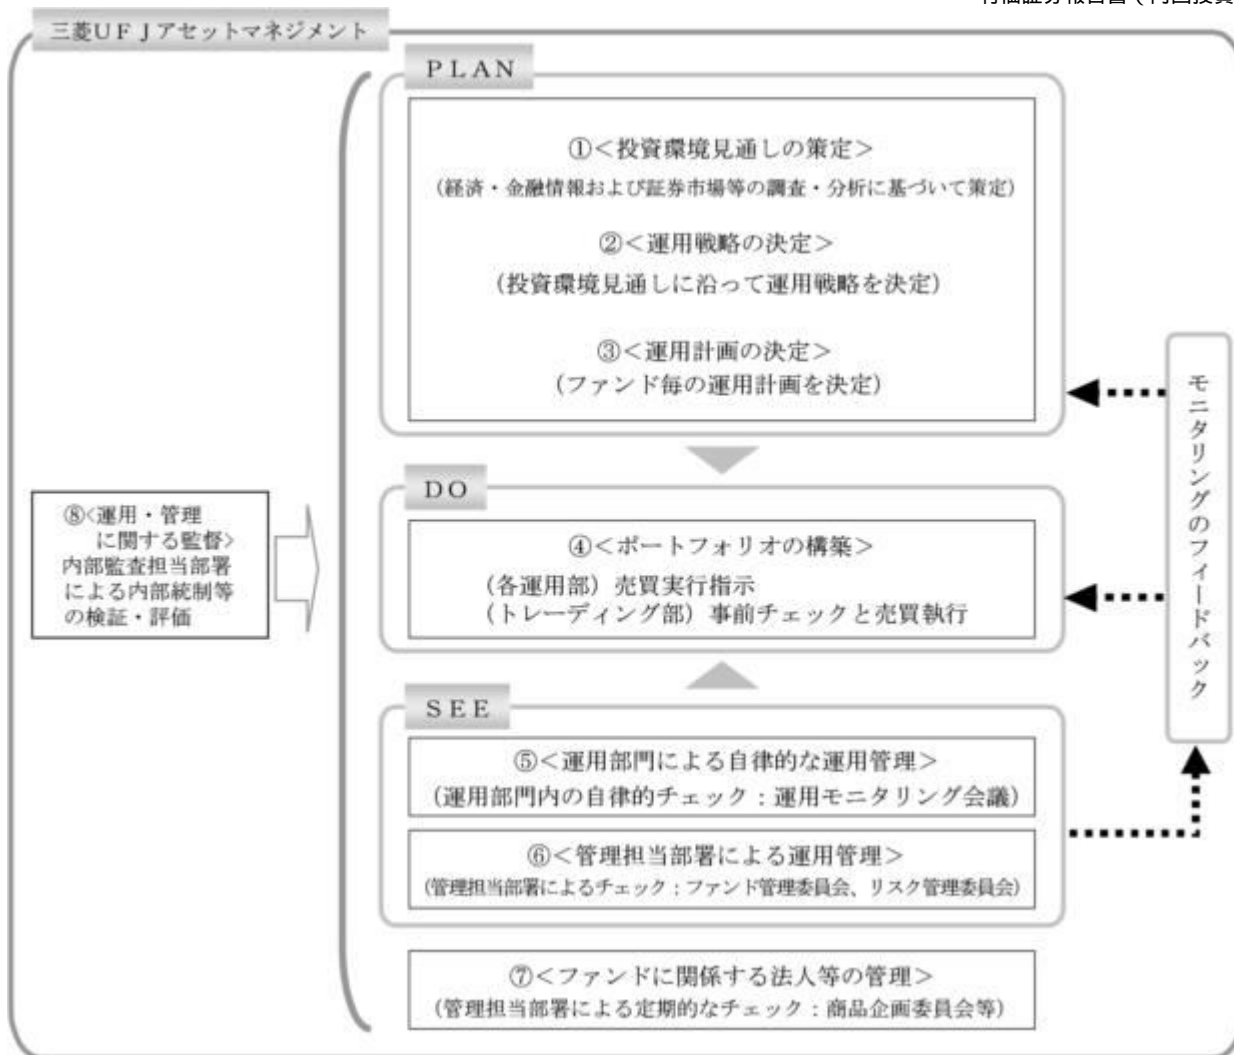 三菱UFJアセットマネジメント
PLAN
①<投資環境見通しの策定>
(経済・金融情報および証券市場等の調査・分析に基づいて策定)
②<運用戦略の決定>
(投資環境見通しに沿って運用戦略を決定)
③<運用計画の決定>
(ファンド毎の運用計画を決定)
モニタリングのフィードバック
DO
④<ポートフォリオの構築>
(各運用部)売買実行指示
(トレーディング部)事前チェックと売買執行
⑧<運用・管理
に関する監督>
内部監査担当部署
による内部統制等
の検証・評価
SEE
⑤<運用部門による自律的な運用管理>
(運用部門内の自律的チェック:運用モニタリング会議)
⑥<管理担当部署による運用管理>
(管理担当部署によるチェック:ファンド管理委員会、リスク管理委員会)
⑦<ファンドに関係する法人等の管理>
(管理担当部署による定期的なチェック:商品企画委員会等)